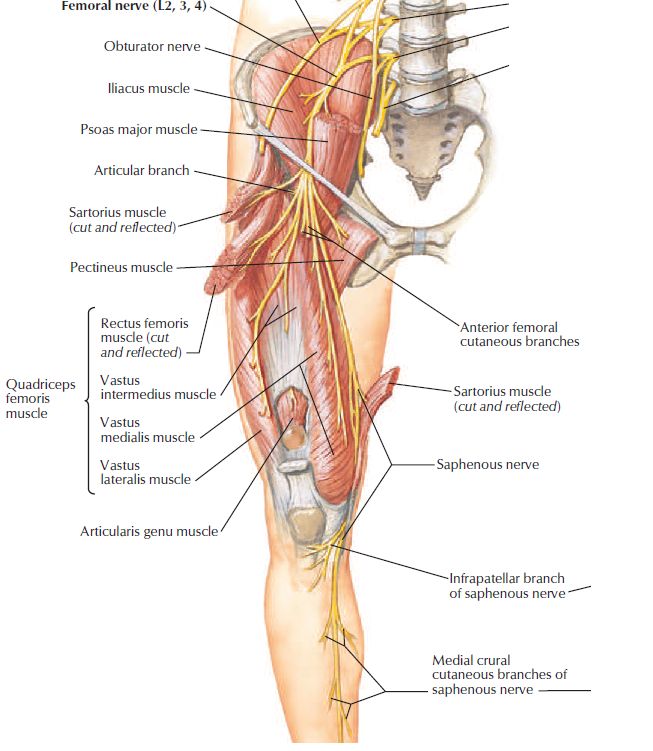 Femoral nerve (L2, 3, 4)
Obturator nerve
Iliacus muscle
Psoas major muscle
Articular branch
Sartorius muscle
(cut and reflected)
Pectineus muscle
Rectus femoris
muscle (cut
and reflected)
Quadriceps
femoris
muscle
Vastus
intermedius muscle
Vastus
medialis muscle
Vastus
lateralis muscle
Articularis genu muscle
Anterior femoral
cutaneous branches
Sartorius muscle
(cut and reflected)
Saphenous nerve
Infrapatellar branch
of saphenous nerve
Medial crural
cutaneous branches of
saphenous nerve